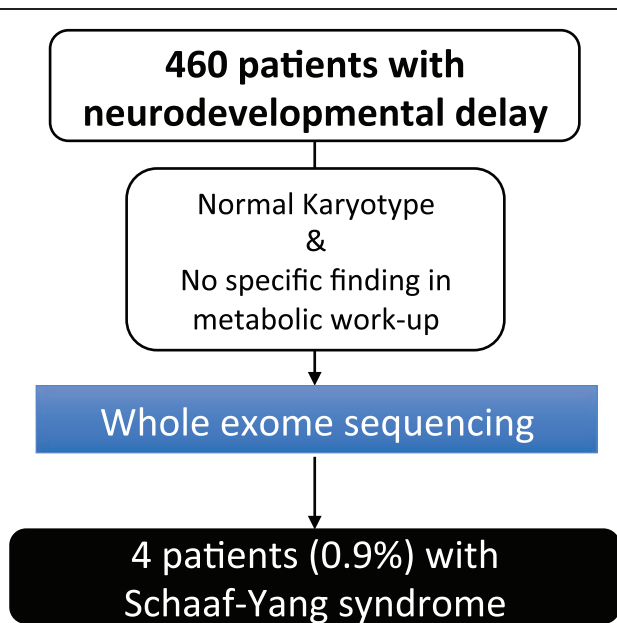 460 patients with
neurodevelopmental delay
Normal Karyotype
&
No specific finding in
metabolic work-up
Whole exome sequencing
4 patients (0.9%) with
Schaaf-Yang syndrome